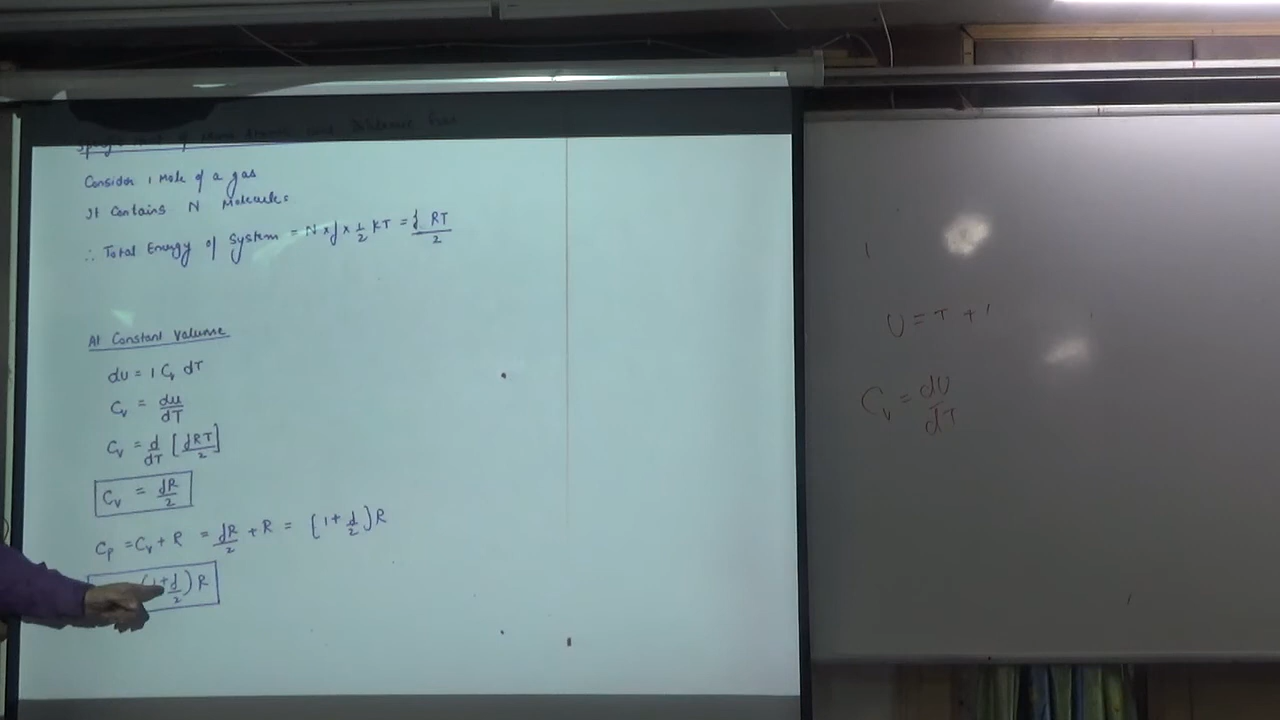 Consider 1 Mole of a gas
It Contains N Molecules
∴ Total Energy of System = N × f × 1/2 KT = f RT/2
At Constant Volume
dU = 1 Cv dT
Cv = dU/dT
Cv = d/dT [fRT/2]
Cv = fR/2
Cp = Cv + R = fR/2 + R = (1 + f/2) R
(1+f/2) R
U = T + 1
Cv = dU/dT